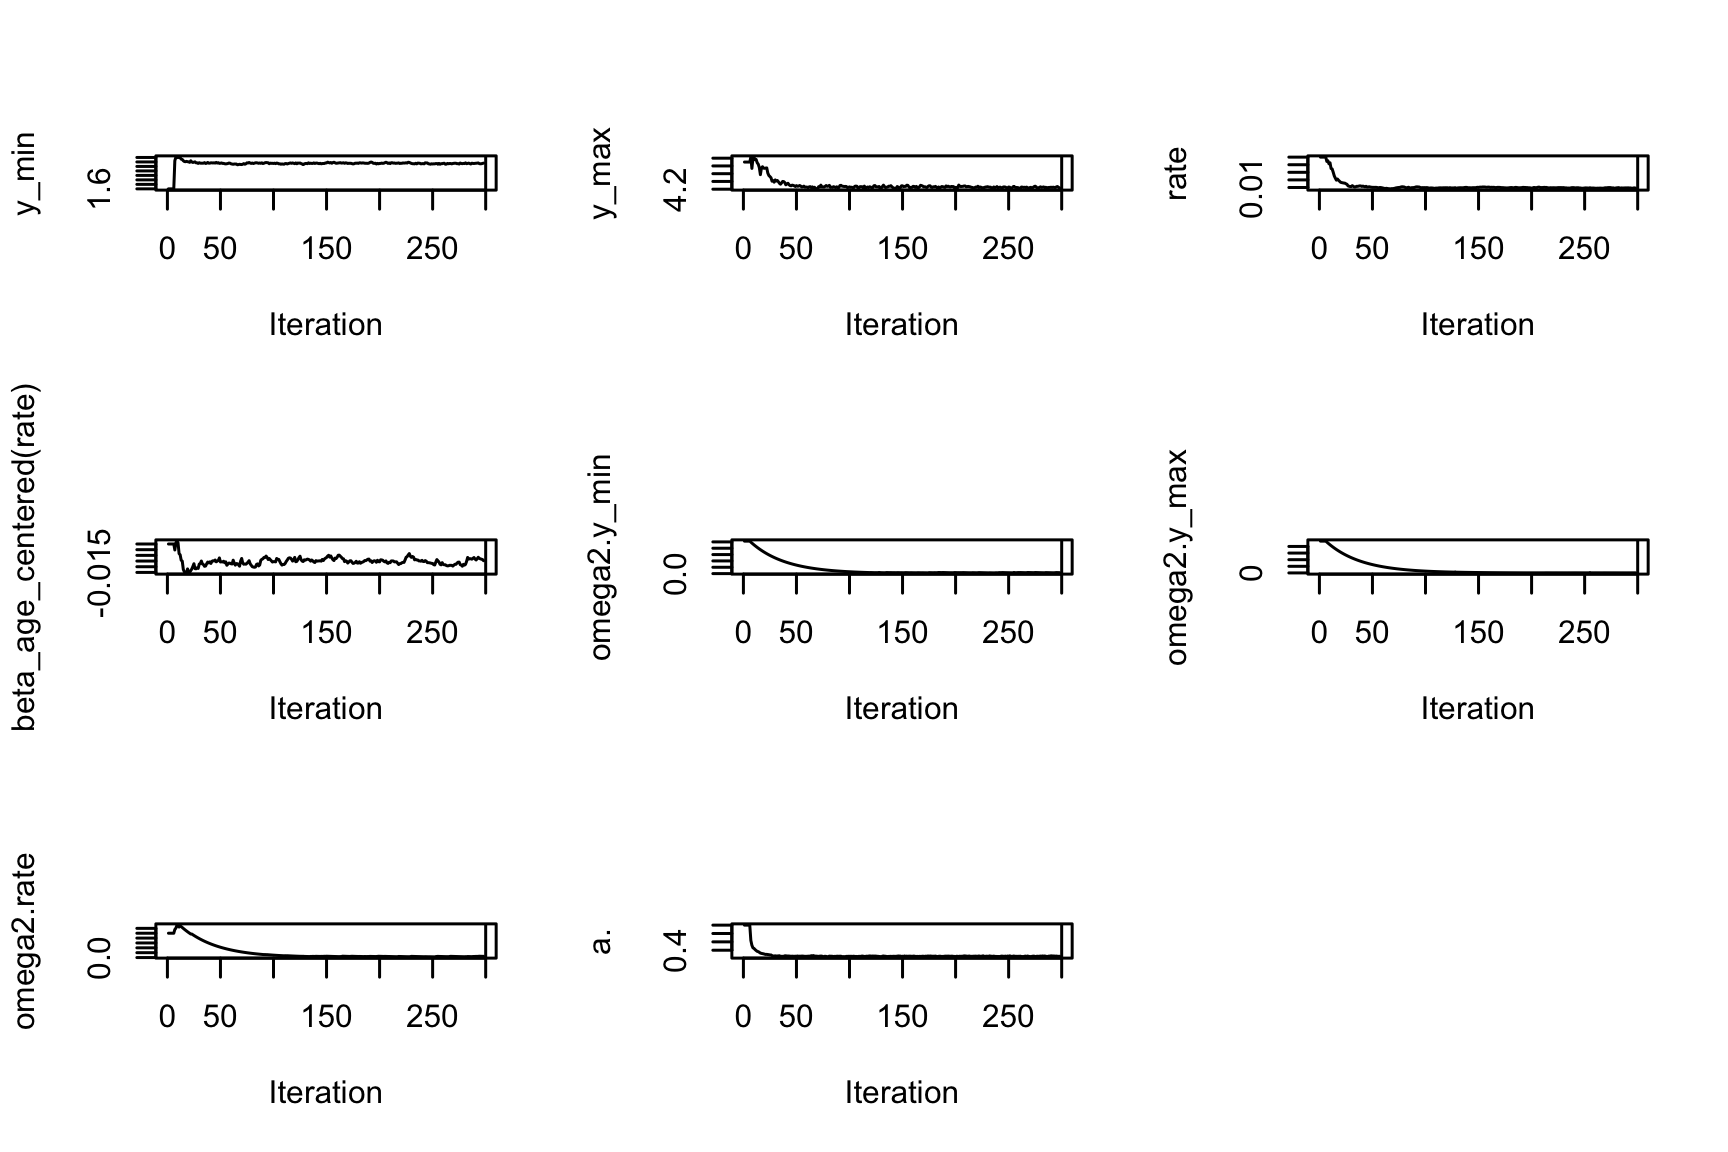 y_min
1.6
0 50 150 250
Iteration
y_max
4.2
0 50 150 250
Iteration
rate
0.01
0 50 150 250
Iteration
beta_age_centered(rate)
-0.015
0 50 150 250
Iteration
omega2.y_min
0.0
0 50 150 250
Iteration
omega2.y_max
0
0 50 150 250
Iteration
omega2.rate
0.0
0 50 150 250
Iteration
a.
0.4
0 50 150 250
Iteration